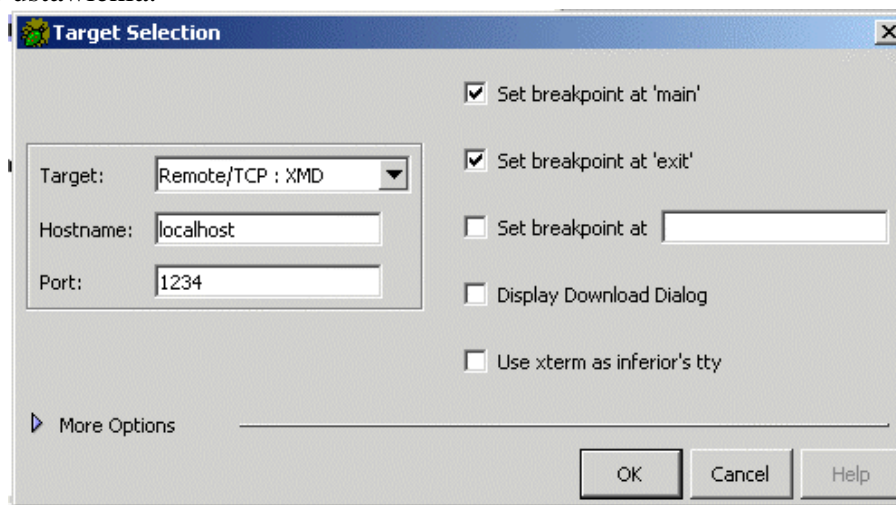 ustawienia.
Target Selection
Set breakpoint at 'main'
Set breakpoint at 'exit'
Target: Remote/TCP : XMD
Hostname: localhost
Set breakpoint at
Port: 1234
Display Download Dialog
Use xterm as inferior's tty
More Options
OK Cancel Help